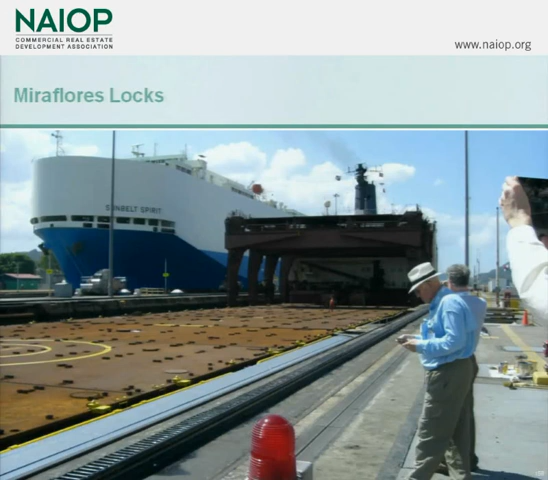 NAIOP
COMMERCIAL REAL ESTATE
DEVELOPMENT ASSOCIATION
www.naiop.org
Miraflores Locks
SUNBELT SPIRIT